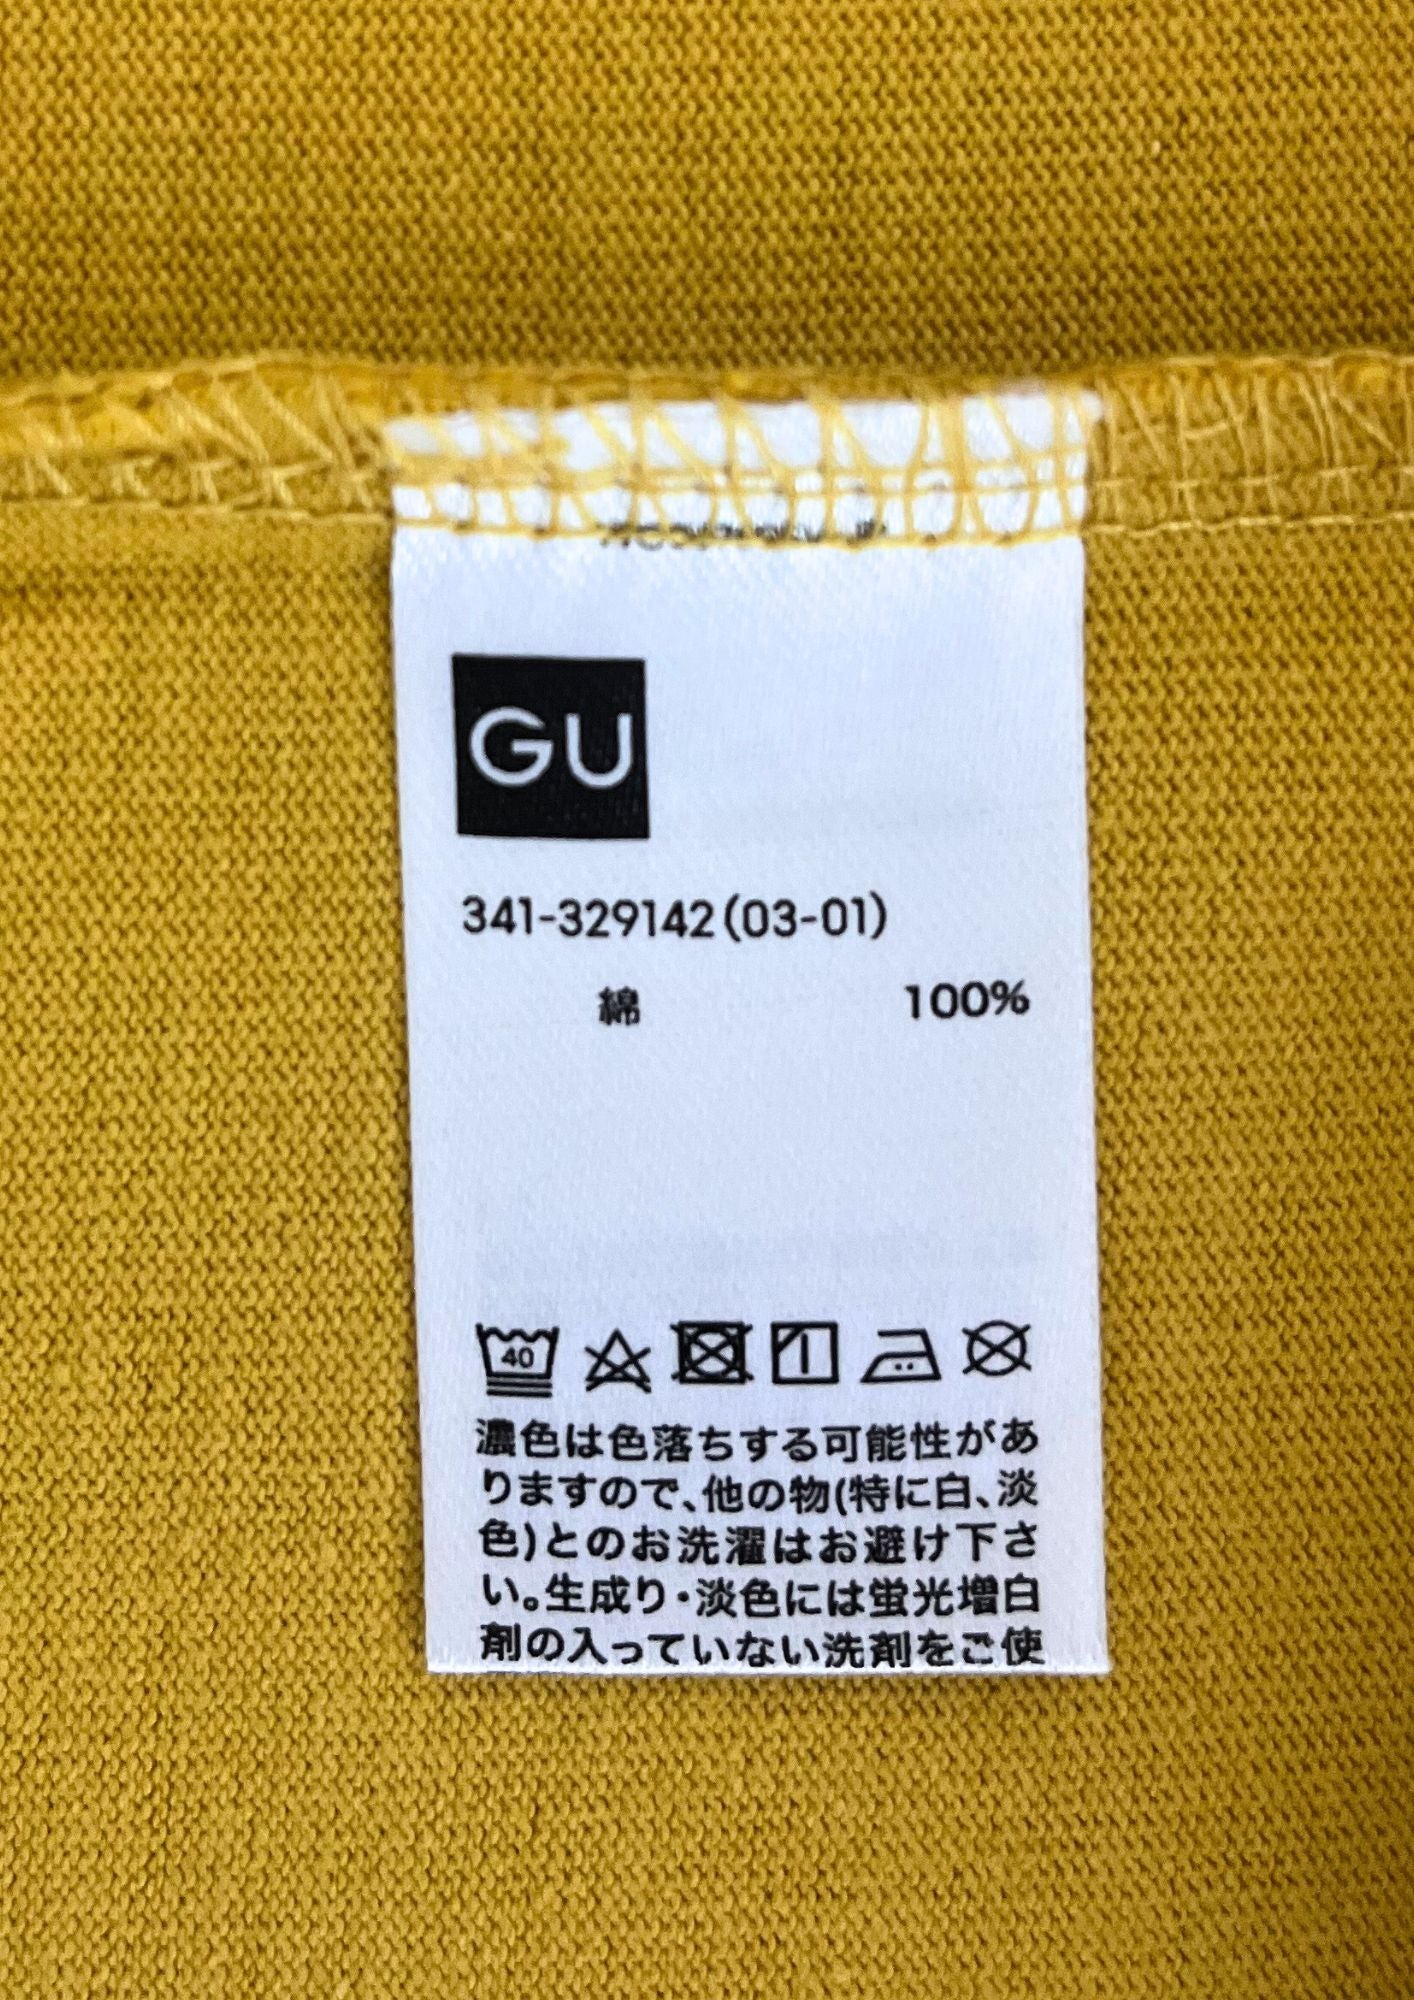 GU
341-329142(03-01)
綿 100%
40
濃色は色落ちする可能性があ
りますので、他の物(特に白、淡
色)とのお洗濯はお避け下さ
い。生成り・淡色には蛍光増白
剤の入っていない洗剤をご使